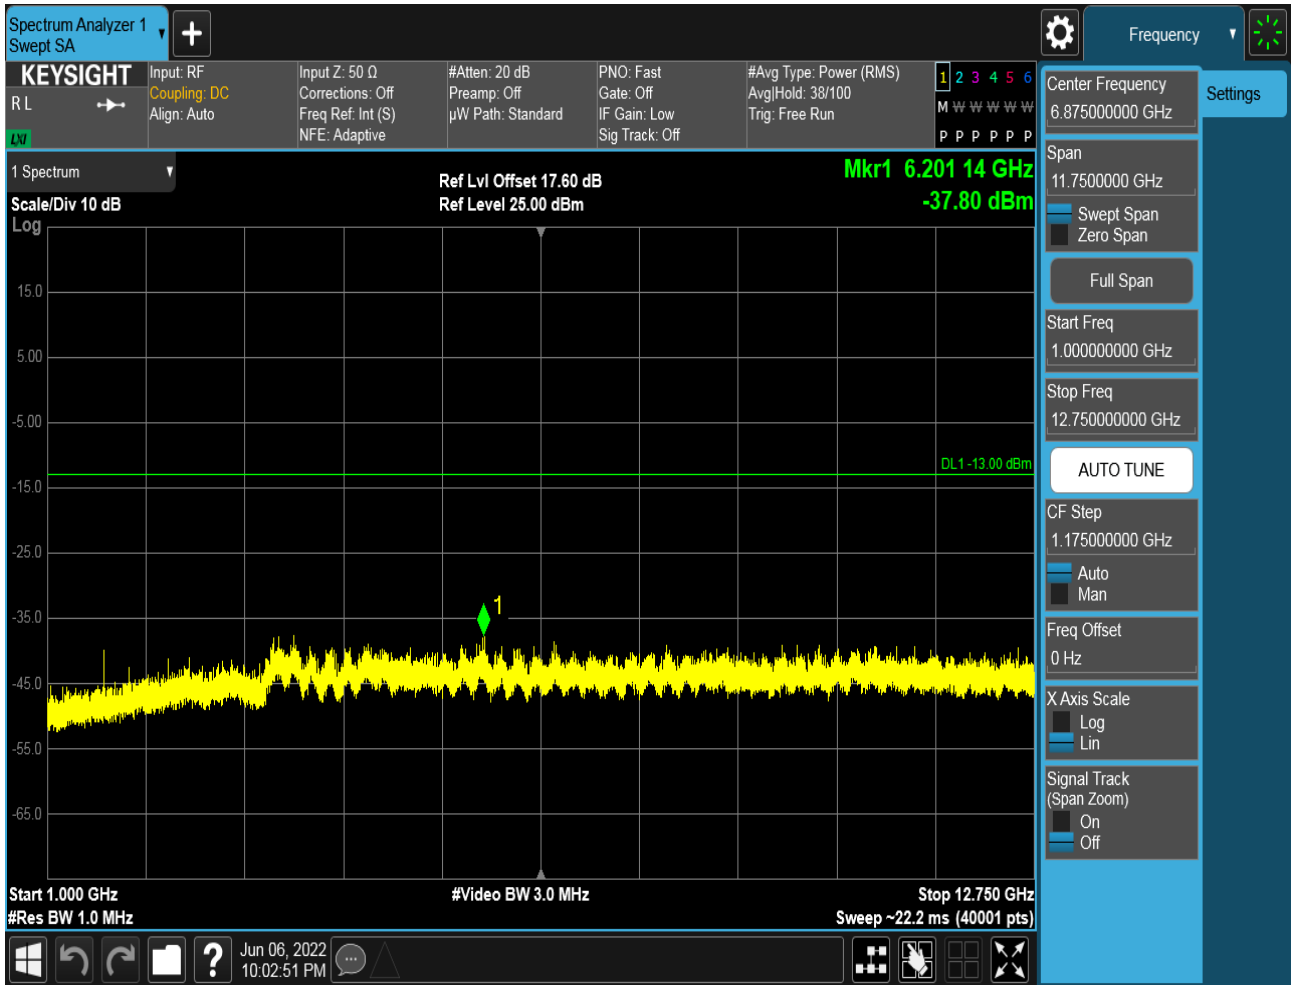 Spectrum Analyzer 1
Swept SA
Frequency
KEYSIGHT
R L
LXI
Input: RF
Coupling: DC
Align: Auto
Input Z: 50 Ω
Corrections: Off
Freq Ref: Int (S)
NFE: Adaptive
#Atten: 20 dB
Preamp: Off
µW Path: Standard
PNO: Fast
Gate: Off
IF Gain: Low
Sig Track: Off
#Avg Type: Power (RMS)
Avg|Hold: 38/100
Trig: Free Run
1 2 3 4 5 6
M W W W W W
P P P P P P
1 Spectrum
Scale/Div 10 dB
Log
Ref Lvl Offset 17.60 dB
Ref Level 25.00 dBm
Mkr1 6.201 14 GHz
-37.80 dBm
15.0
5.00
-5.00
DL1 -13.00 dBm
-15.0
-25.0
1
-35.0
-45.0
-55.0
-65.0
Start 1.000 GHz
#Video BW 3.0 MHz
Stop 12.750 GHz
#Res BW 1.0 MHz
Sweep ~22.2 ms (40001 pts)
?
Jun 06, 2022
10:02:51 PM
Center Frequency
6.875000000 GHz
Settings
Span
11.7500000 GHz
Swept Span
Zero Span
Full Span
Start Freq
1.000000000 GHz
Stop Freq
12.750000000 GHz
AUTO TUNE
CF Step
1.175000000 GHz
Auto
Man
Freq Offset
0 Hz
X Axis Scale
Log
Lin
Signal Track
(Span Zoom)
On
Off